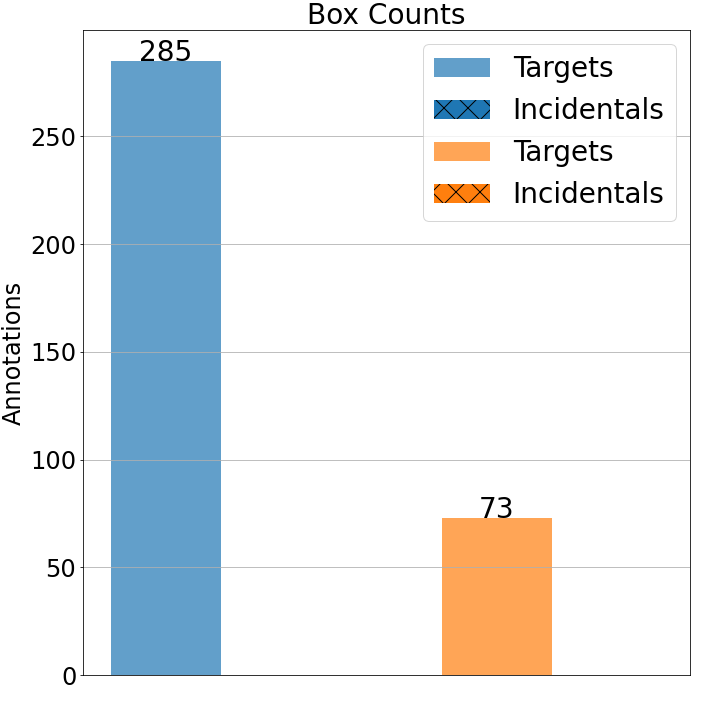 Box Counts
285
Targets
Incidentals
Targets
Incidentals
250
200
150
100
50
0
Annotations
73